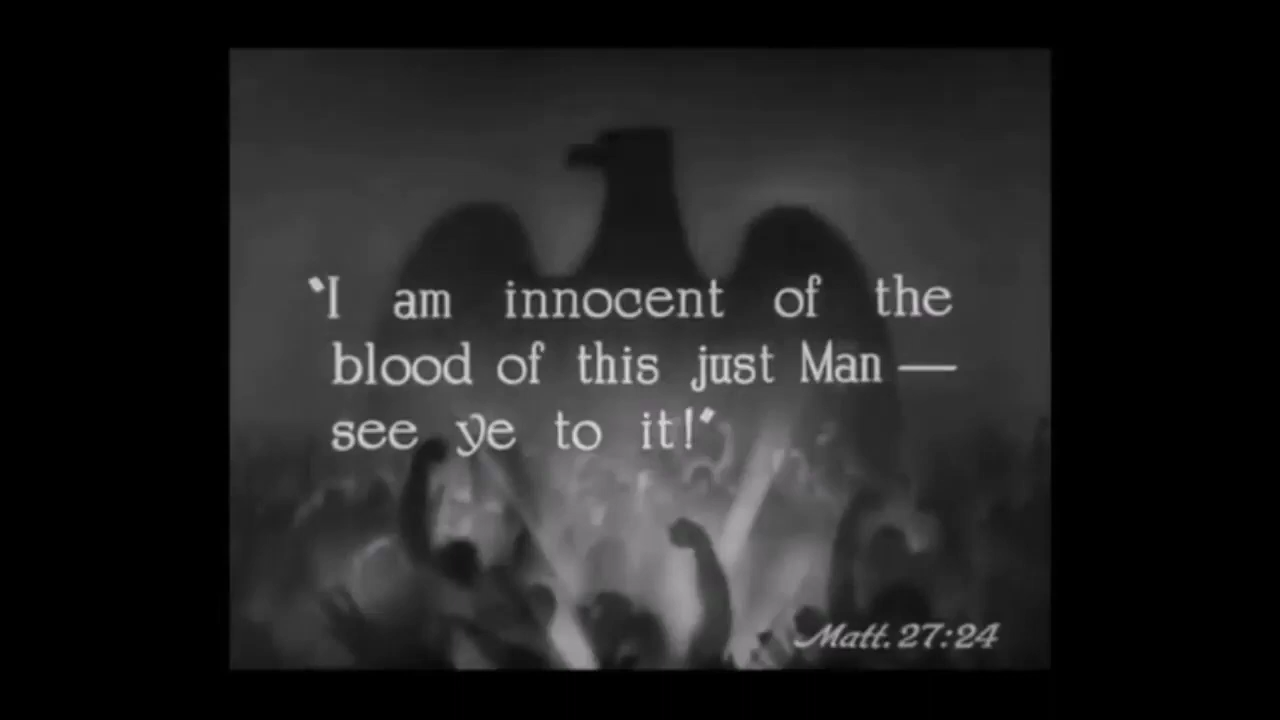 "I am innocent of the
blood of this just Man —
see ye to it!"
Matt. 27:24